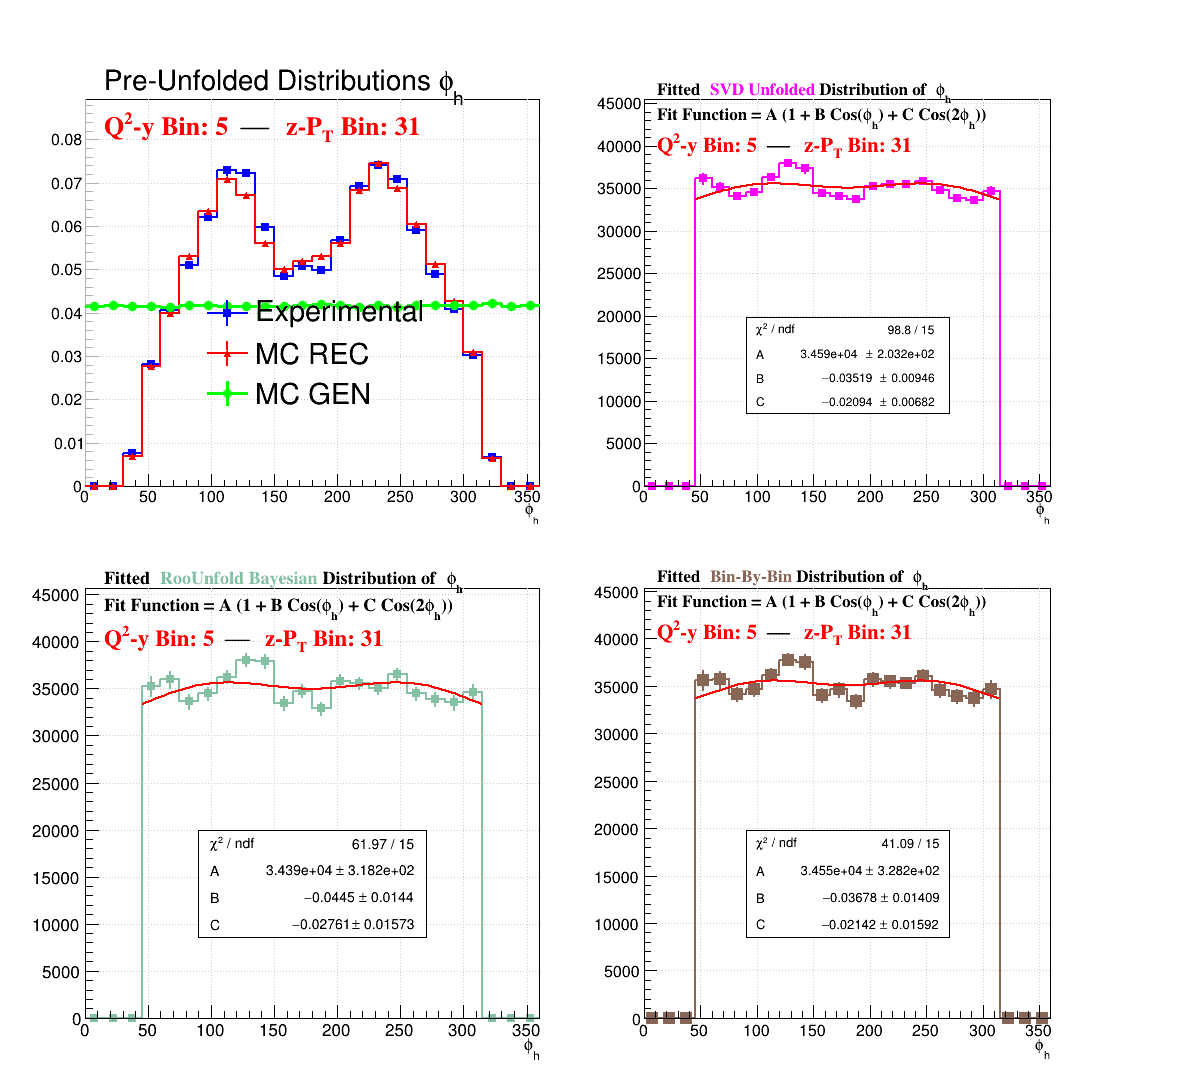 Pre-Unfolded Distributions ϕh
Q2-y Bin: 5 — z-PT Bin: 31
0.08
0.07
0.06
0.05
0.04
0.03
0.02
0.01
0
Experimental
MC REC
MC GEN
0 50 100 150 200 250 300 350
ϕh
Fitted SVD Unfolded Distribution of ϕh
Fit Function = A (1 + B Cos(ϕh) + C Cos(2ϕh))
Q2-y Bin: 5 — z-PT Bin: 31
45000
40000
35000
30000
25000
20000
15000
10000
5000
0
χ2 / ndf 98.8 / 15
A 3.459e+04 ± 2.032e+02
B −0.03519 ± 0.00946
C −0.02094 ± 0.00682
0 50 100 150 200 250 300 350
ϕh
Fitted RooUnfold Bayesian Distribution of ϕh
Fit Function = A (1 + B Cos(ϕh) + C Cos(2ϕh))
Q2-y Bin: 5 — z-PT Bin: 31
45000
40000
35000
30000
25000
20000
15000
10000
5000
0
χ2 / ndf 61.97 / 15
A 3.439e+04 ± 3.182e+02
B −0.0445 ± 0.0144
C −0.02761 ± 0.01573
0 50 100 150 200 250 300 350
ϕh
Fitted Bin-By-Bin Distribution of ϕh
Fit Function = A (1 + B Cos(ϕh) + C Cos(2ϕh))
Q2-y Bin: 5 — z-PT Bin: 31
45000
40000
35000
30000
25000
20000
15000
10000
5000
0
χ2 / ndf 41.09 / 15
A 3.455e+04 ± 3.282e+02
B −0.03678 ± 0.01409
C −0.02142 ± 0.01592
0 50 100 150 200 250 300 350
ϕh